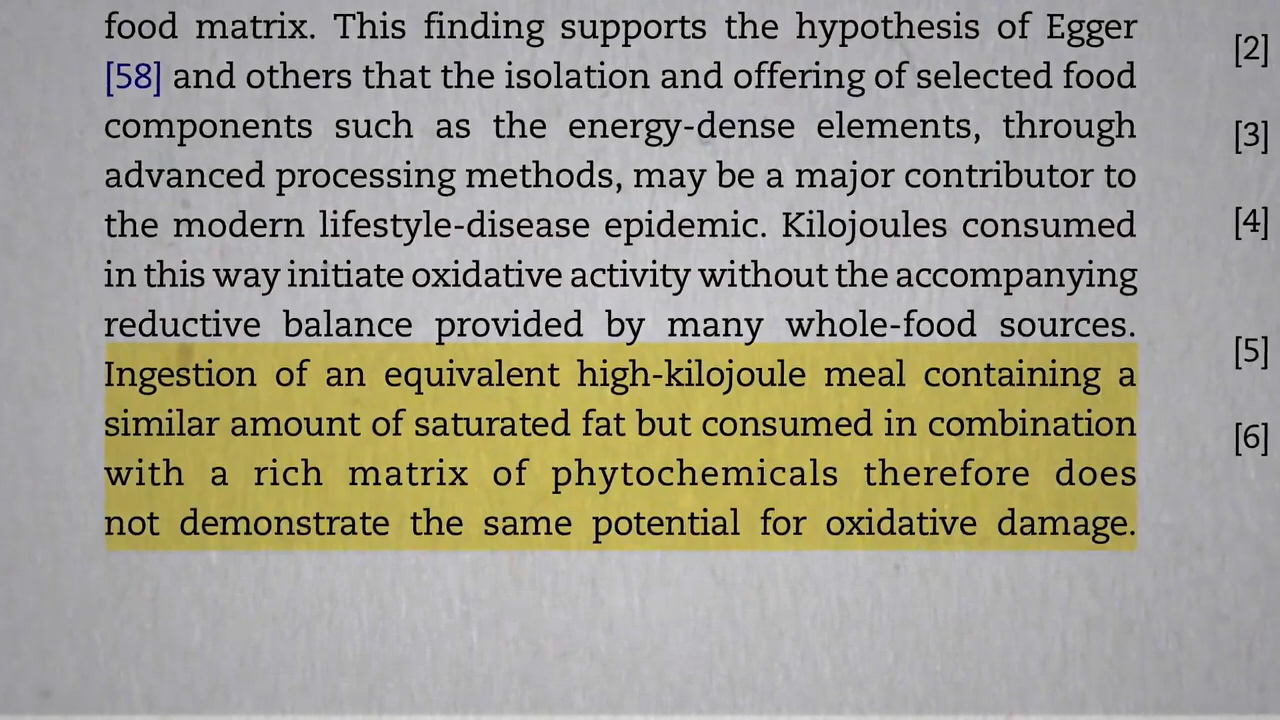 food matrix. This finding supports the hypothesis of Egger
[58] and others that the isolation and offering of selected food
components such as the energy-dense elements, through
advanced processing methods, may be a major contributor to
the modern lifestyle-disease epidemic. Kilojoules consumed
in this way initiate oxidative activity without the accompanying
reductive balance provided by many whole-food sources.
Ingestion of an equivalent high-kilojoule meal containing a
similar amount of saturated fat but consumed in combination
with a rich matrix of phytochemicals therefore does
not demonstrate the same potential for oxidative damage.
[2]
[3]
[4]
[5]
[6]